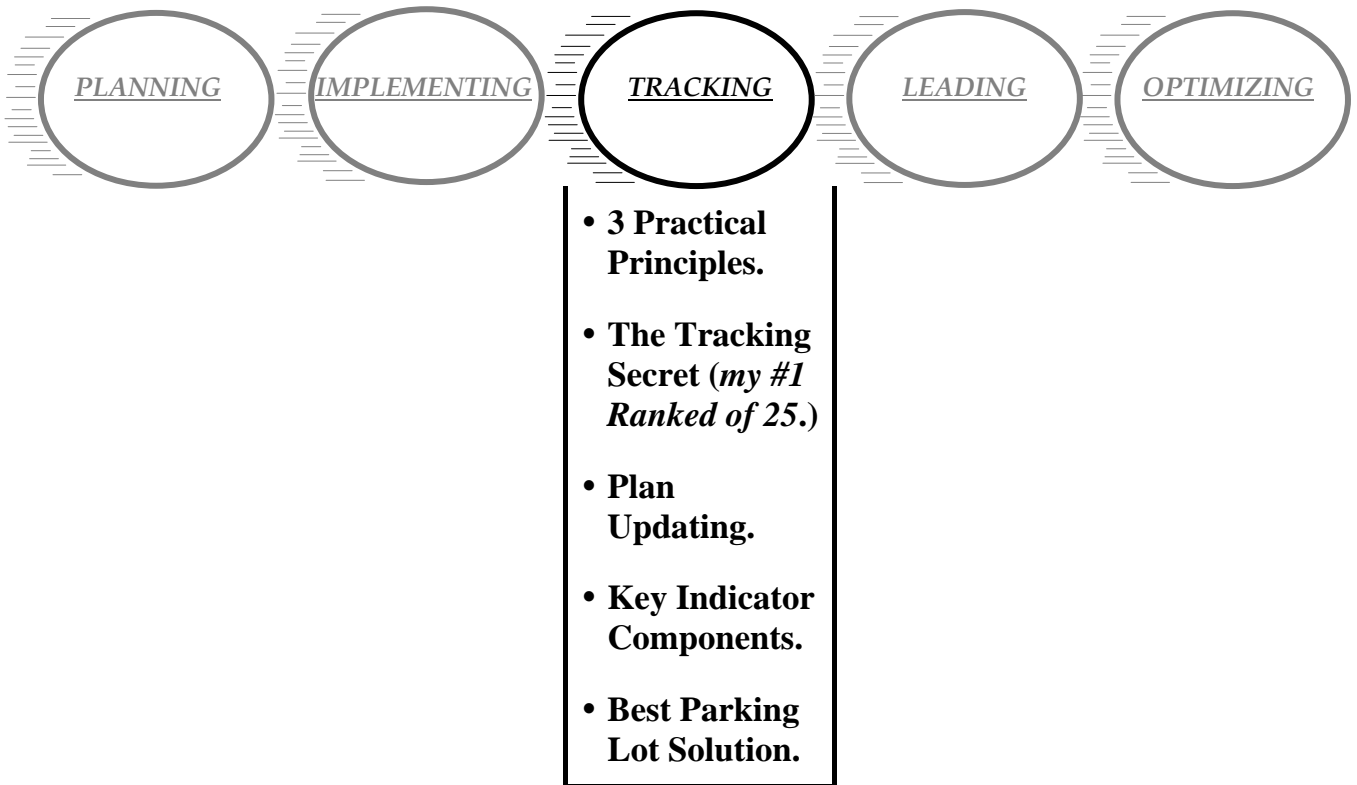 PLANNING IMPLEMENTING TRACKING LEADING OPTIMIZING
• 3 Practical
Principles.
• The Tracking
Secret (my #1
Ranked of 25.)
• Plan
Updating.
• Key Indicator
Components.
• Best Parking
Lot Solution.